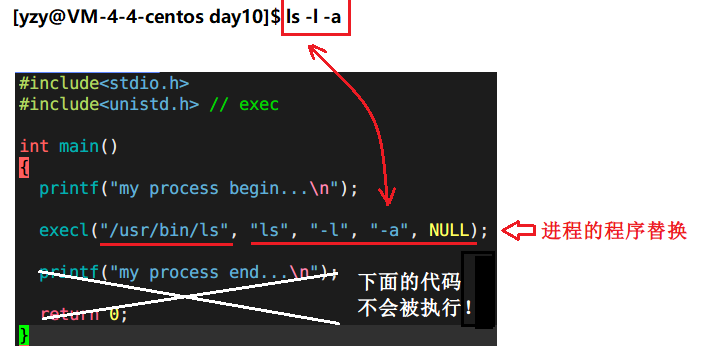 [yzy@VM-4-4-centos day10]$ ls -l -a
#include<stdio.h>
#include<unistd.h> // exec
int main()
{
printf("my process begin...\n");
execl("/usr/bin/ls", "ls", "-l", "-a", NULL);
进程的程序替换
printf("my process end...\n");
下面的代码
return 0;
不会被执行！
}